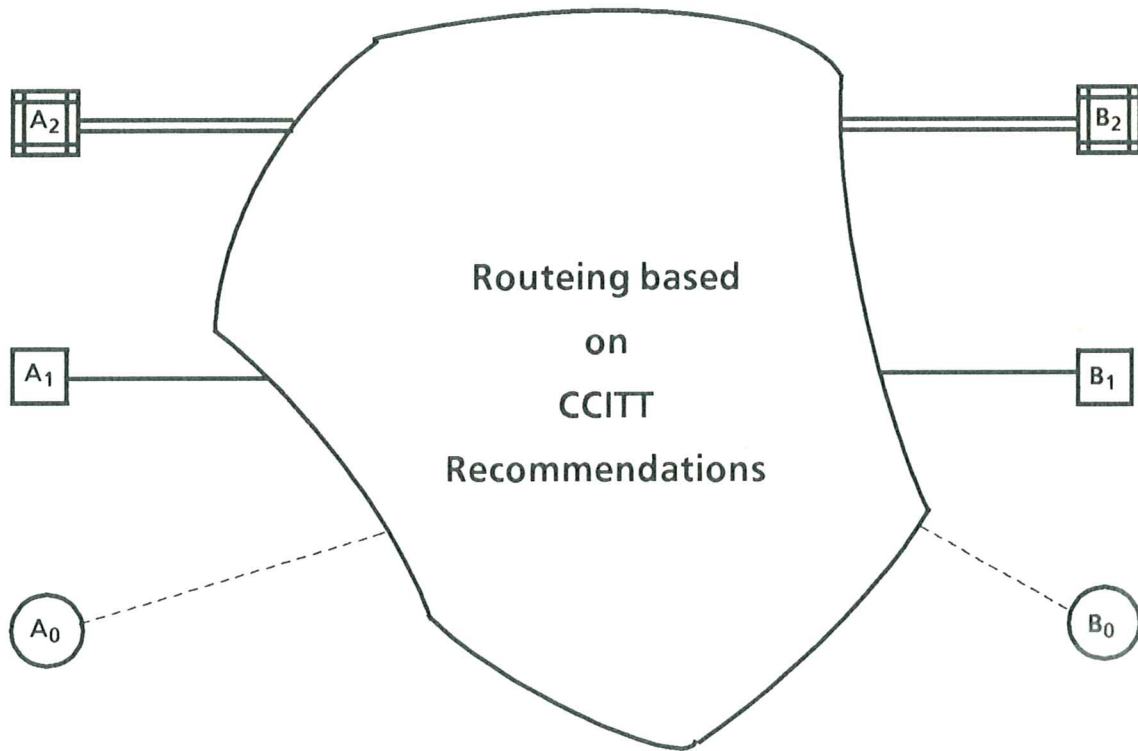 A₂
B₂
Routeing based
on
CCITT
Recommendations
A₁
B₁
A₀
B₀